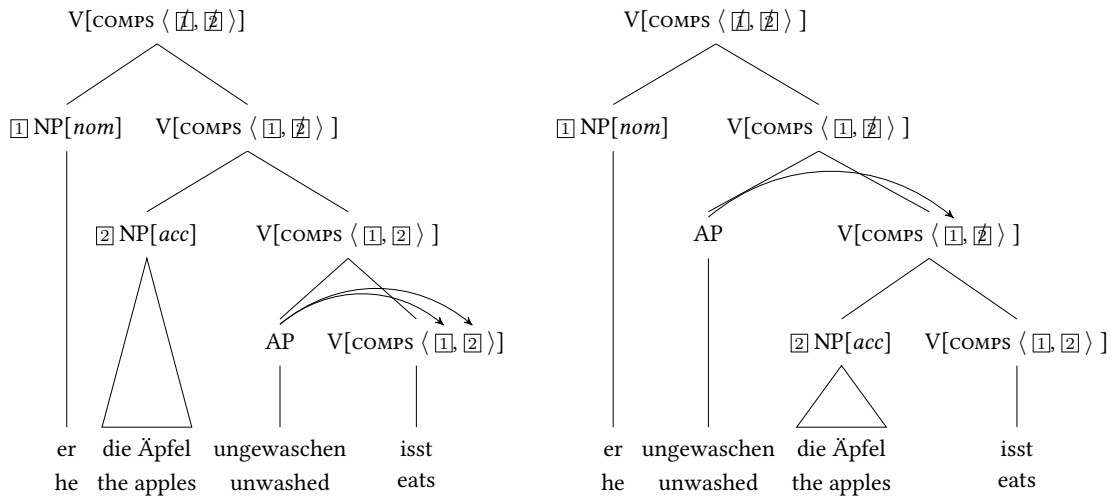 V[COMPS ⟨ 1̸, 2̸ ⟩ ]
1 NP[nom] V[COMPS ⟨ 1, 2̸ ⟩ ]
2 NP[acc] V[COMPS ⟨ 1, 2 ⟩ ]
AP V[COMPS ⟨ 1, 2 ⟩]
er die Äpfel ungewaschen isst
he the apples unwashed eats
V[COMPS ⟨ 1̸, 2̸ ⟩ ]
1 NP[nom] V[COMPS ⟨ 1, 2̸ ⟩ ]
AP V[COMPS ⟨ 1, 2̸ ⟩ ]
2 NP[acc] V[COMPS ⟨ 1, 2 ⟩ ]
er ungewaschen die Äpfel isst
he unwashed the apples eats